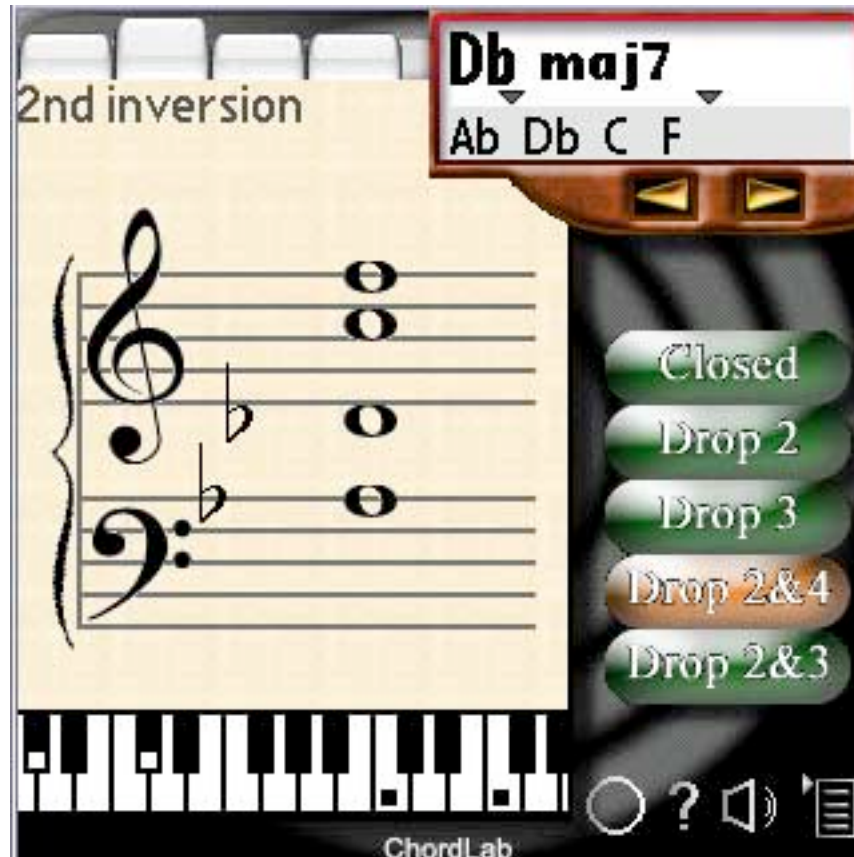 Db maj7
2nd inversion
Ab Db C F
Closed
Drop 2
Drop 3
Drop 2&4
Drop 2&3
?
ChordLab